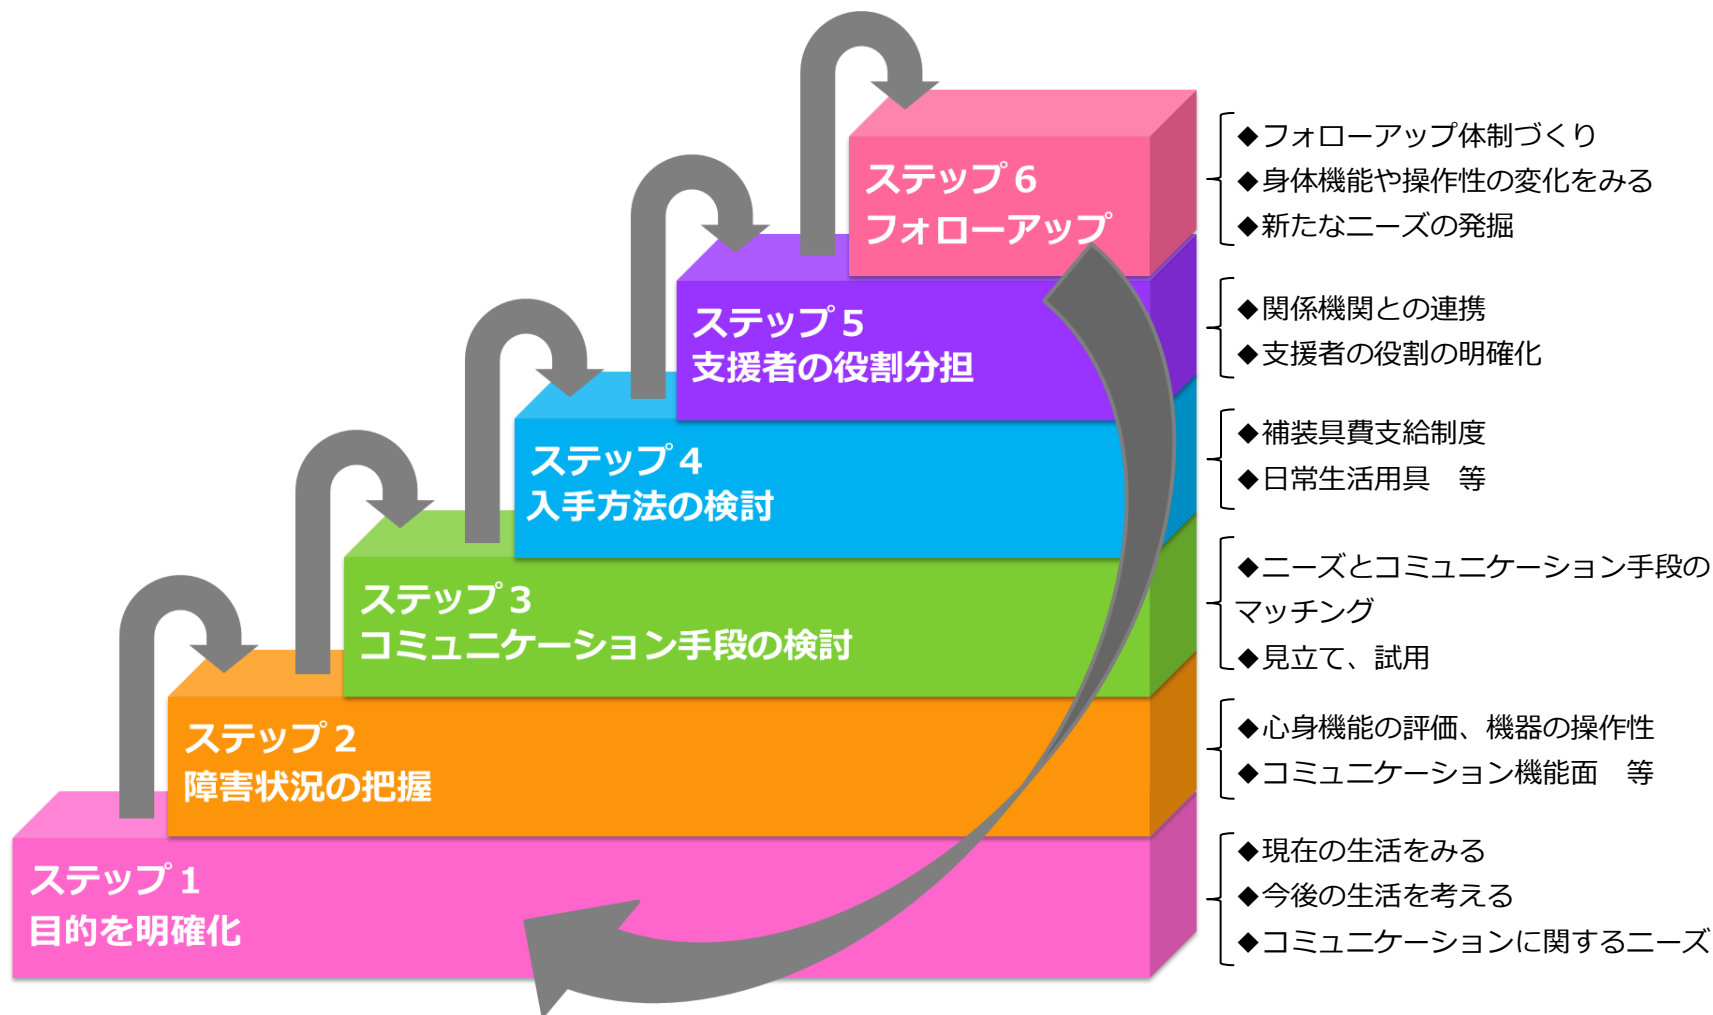 ステップ６
フォローアップ
◆フォローアップ体制づくり
◆身体機能や操作性の変化をみる
◆新たなニーズの発掘
ステップ５
支援者の役割分担
◆関係機関との連携
◆支援者の役割の明確化
ステップ４
入手方法の検討
◆補装具費支給制度
◆日常生活用具　等
ステップ３
コミュニケーション手段の検討
◆ニーズとコミュニケーション手段の
マッチング
◆見立て、試用
ステップ２
障害状況の把握
◆心身機能の評価、機器の操作性
◆コミュニケーション機能面　等
ステップ１
目的を明確化
◆現在の生活をみる
◆今後の生活を考える
◆コミュニケーションに関するニーズ